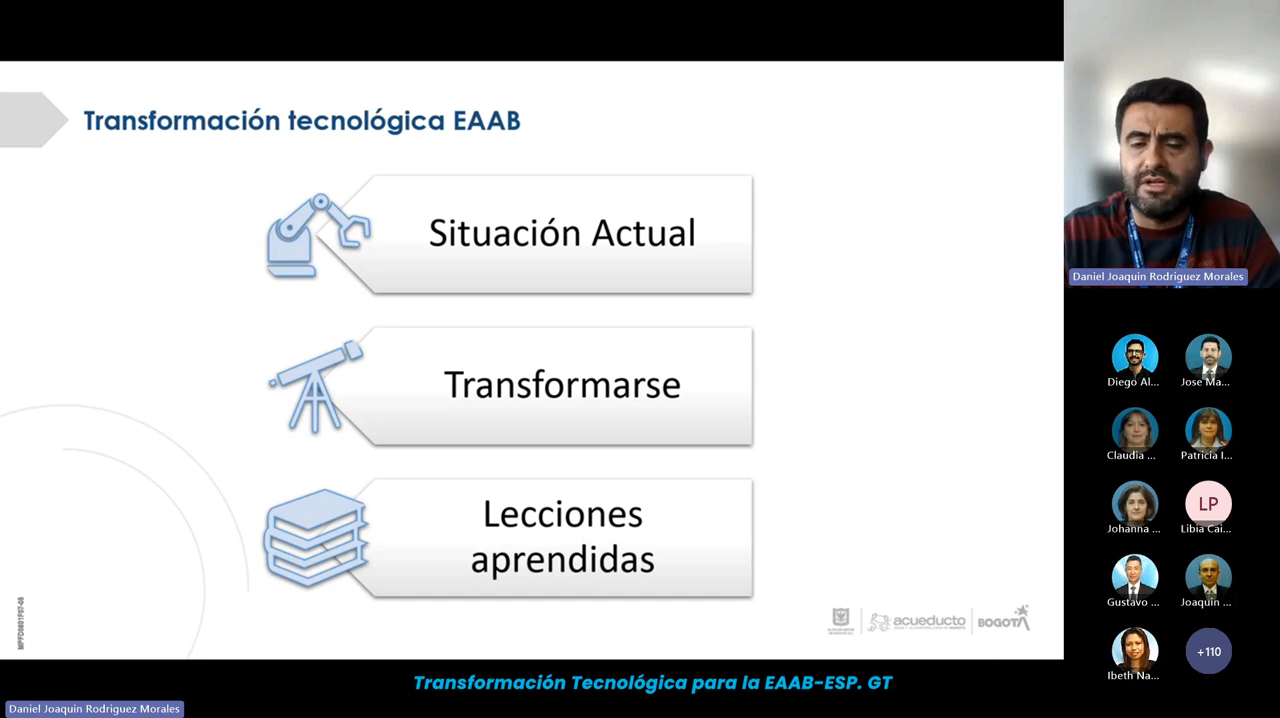 Transformación tecnológica EAAB
Situación Actual
Transformarse
Lecciones
aprendidas
MPFD0801F07-05
acueducto
BOGOTÁ
Transformación Tecnológica para la EAAB-ESP. GT
Daniel Joaquin Rodriguez Morales
Daniel Joaquin Rodriguez Morales
Diego Al...
Jose Ma...
Claudia ...
Patricia I...
Johanna ...
LP
Libia Cai...
Gustavo ...
Joaquin ...
Ibeth Na...
+110